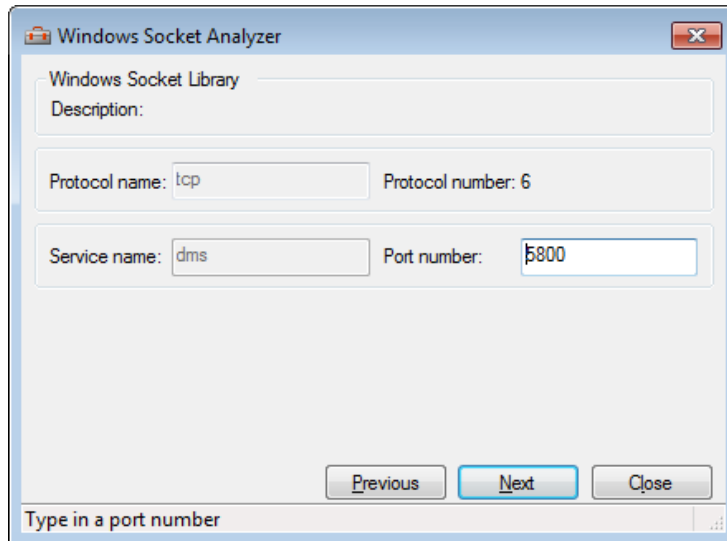 Windows Socket Analyzer
Windows Socket Library
Description:
Protocol name: tcp Protocol number: 6
Service name: dms Port number: 5800
Previous Next Close
Type in a port number